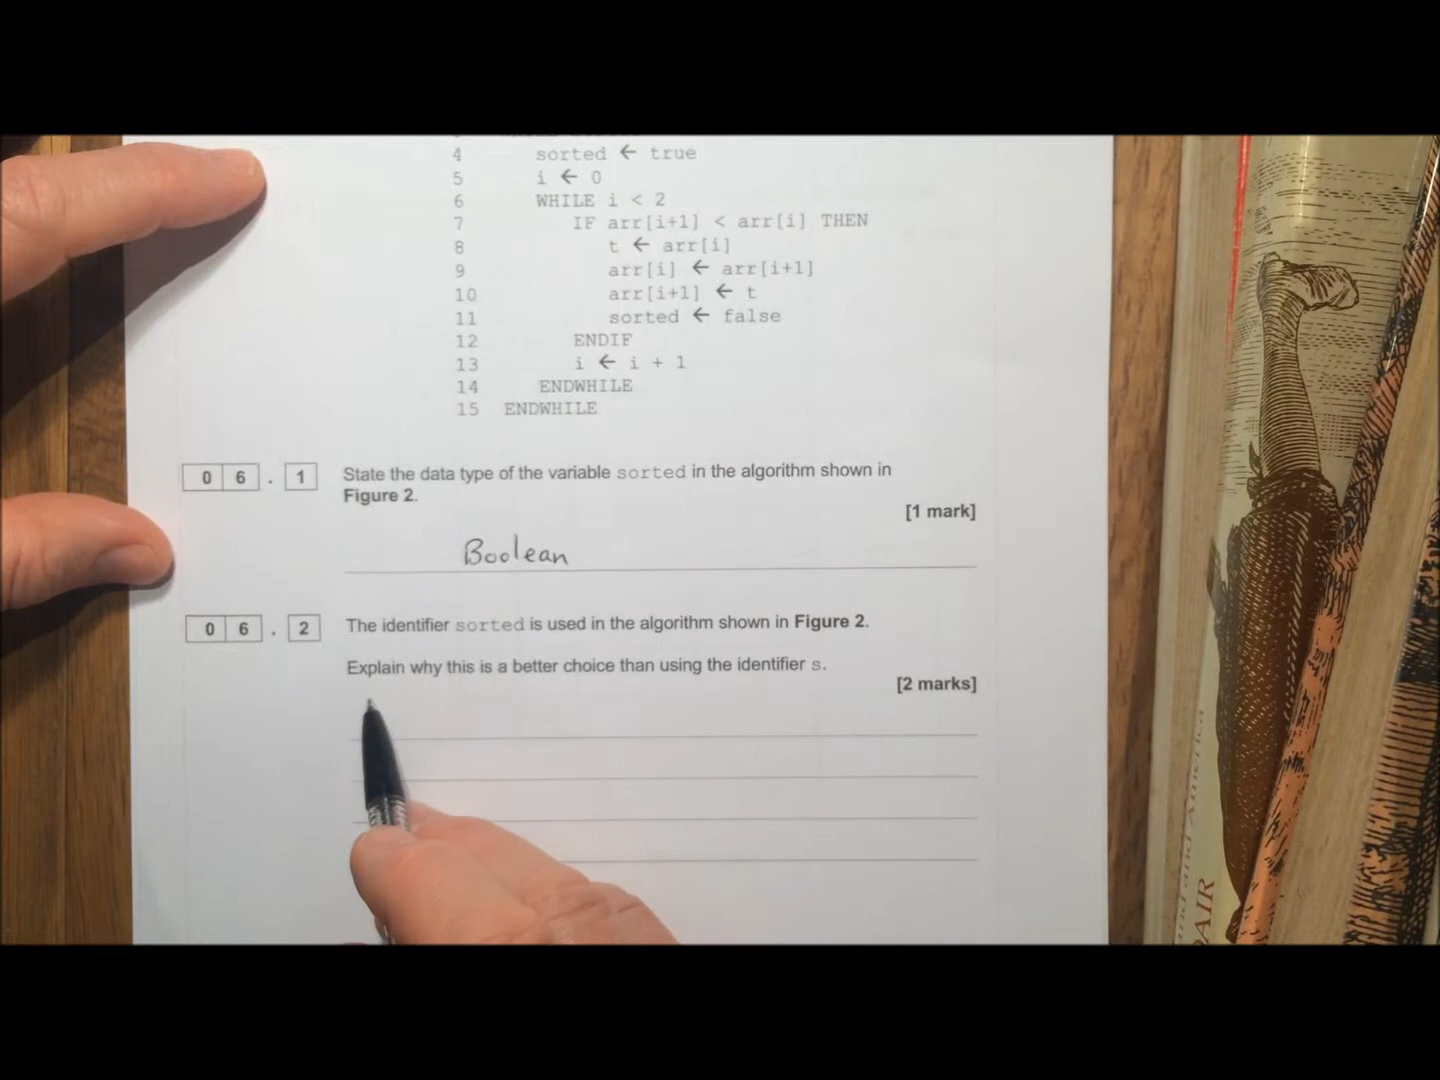 4 sorted ← true
5 i ← 0
6 WHILE i < 2
7 IF arr[i+1] < arr[i] THEN
8 t ← arr[i]
9 arr[i] ← arr[i+1]
10 arr[i+1] ← t
11 sorted ← false
12 ENDIF
13 i ← i + 1
14 ENDWHILE
15 ENDWHILE
0 6 . 1 State the data type of the variable sorted in the algorithm shown in
Figure 2.
[1 mark]
Boolean
0 6 . 2 The identifier sorted is used in the algorithm shown in Figure 2.
Explain why this is a better choice than using the identifier s.
[2 marks]